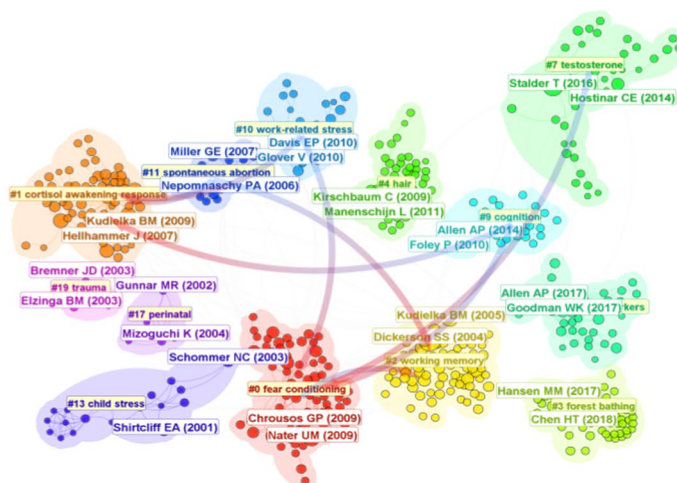 #7 testosterone
Stalder T (2016)
Hostinar CE (2014)
#10 work-related stress
Davis EP (2010)
Glover V (2010)
Miller GE (2007)
#11 spontaneous abortion
Nepomnaschy PA (2006)
#4 hair
Kirschbaum C (2009)
Manenschijn L (2011)
#1 cortisol awakening response
Kudielka BM (2009)
Hellhammer J (2007)
#9 cognition
Allen AP (2014)
Foley P (2010)
Bremner JD (2003)
#19 trauma
Elzinga BM (2003)
Gunnar MR (2002)
#17 perinatal
Mizoguchi K (2004)
Allen AP (2017)
Goodman WK (2017)
Kudielka BM (2005)
Dickerson SS (2004)
#2 working memory
Schommer NC (2003)
#0 fear conditioning
Chrousos GP (2009)
Nater UM (2009)
Hansen MM (2017)
#3 forest bathing
Chen HT (2018)
#13 child stress
Shirtcliff EA (2001)